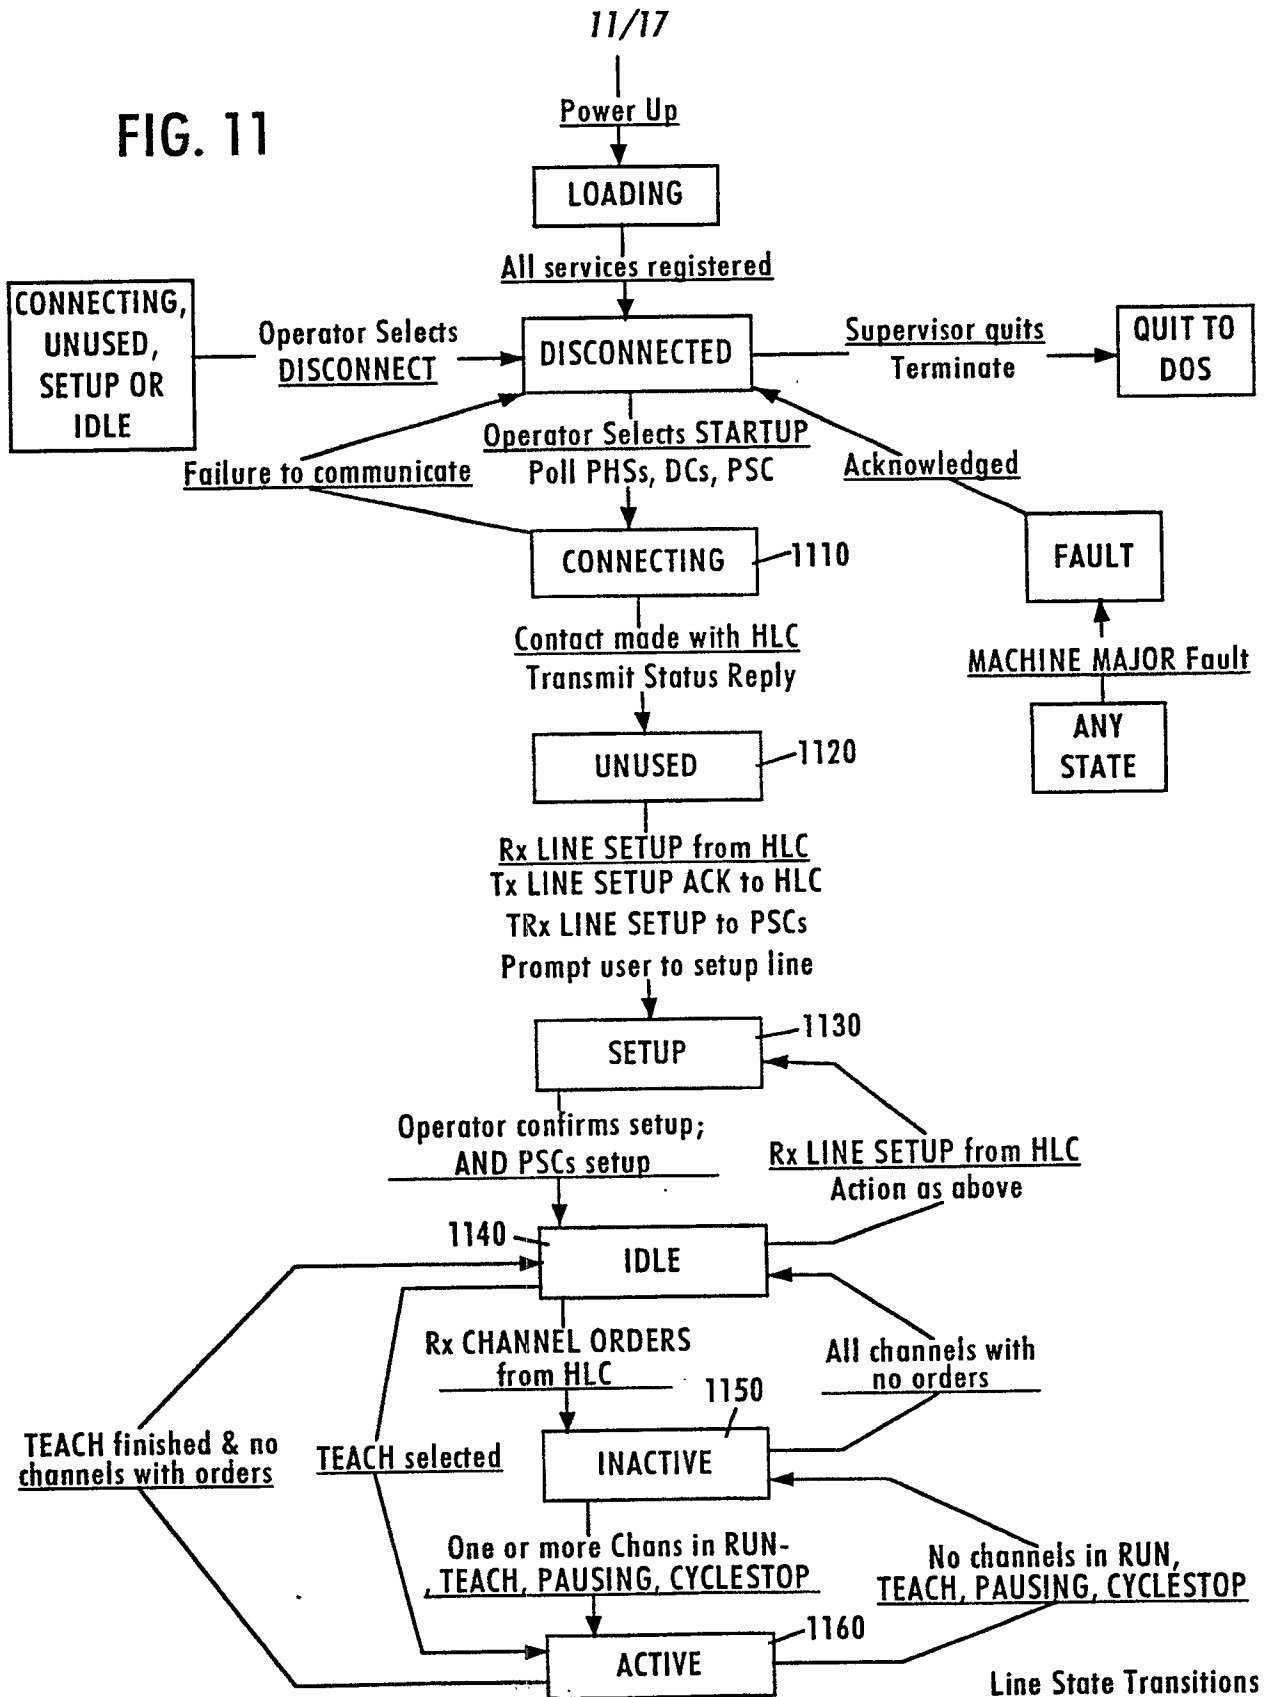 11/17
FIG. 11
Power Up
LOADING
All services registered
CONNECTING,
UNUSED,
SETUP OR
IDLE
Operator Selects
DISCONNECT
DISCONNECTED
Supervisor quits
Terminate
QUIT TO
DOS
Failure to communicate
Operator Selects STARTUP
Poll PHSs, DCs, PSC
Acknowledged
CONNECTING
1110
FAULT
Contact made with HLC
Transmit Status Reply
MACHINE MAJOR Fault
UNUSED
1120
ANY
STATE
Rx LINE SETUP from HLC
Tx LINE SETUP ACK to HLC
TRx LINE SETUP to PSCs
Prompt user to setup line
SETUP
1130
Operator confirms setup;
AND PSCs setup
Rx LINE SETUP from HLC
Action as above
1140
IDLE
Rx CHANNEL ORDERS
from HLC
All channels with
no orders
1150
TEACH finished & no
channels with orders
TEACH selected
INACTIVE
One or more Chans in RUN-
, TEACH, PAUSING, CYCLESTOP
No channels in RUN,
TEACH, PAUSING, CYCLESTOP
1160
ACTIVE
Line State Transitions